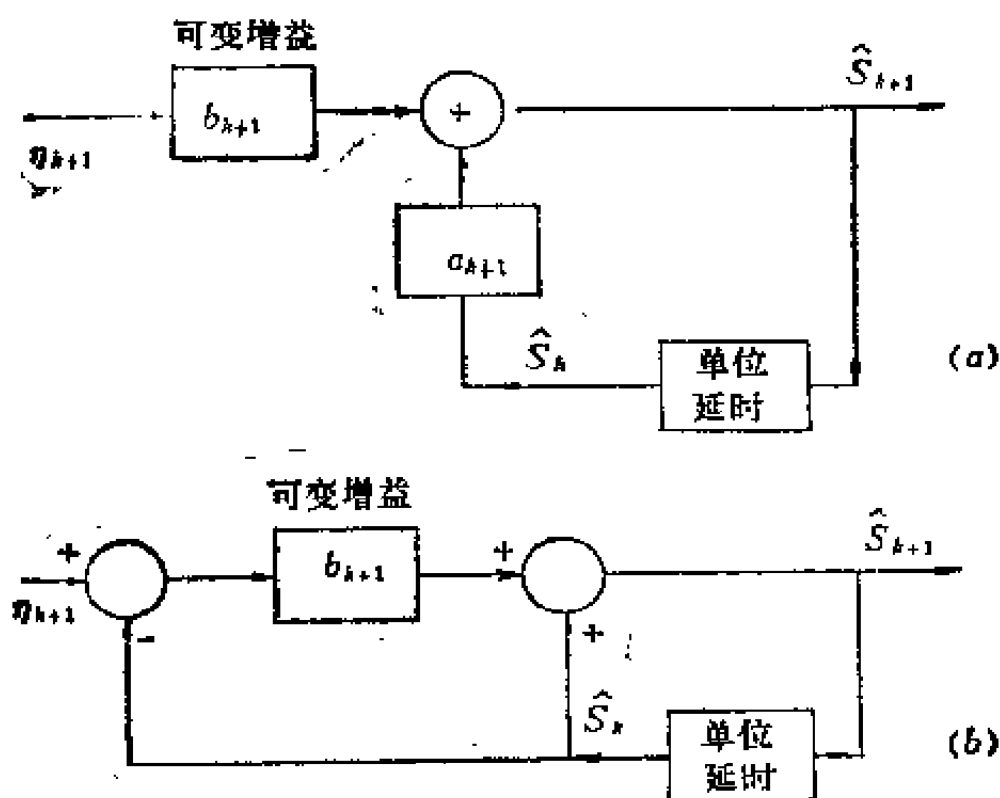 可变增益
b_{k+1}
+
Ŝ_{k+1}
η_{k+1}
a_{k+1}
Ŝ_k
单位
延时
(a)
可变增益
+
b_{k+1}
+
Ŝ_{k+1}
η_{k+1}
-
+
Ŝ_k
单位
延时
(b)